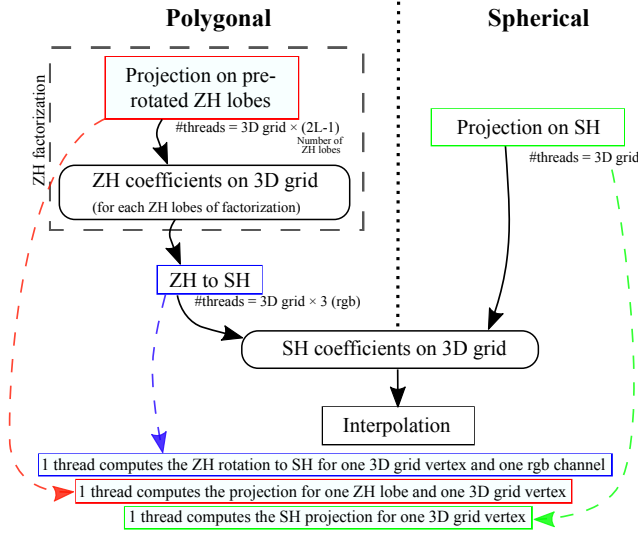 Polygonal
Spherical
ZH factorization
Projection on pre-
rotated ZH lobes
#threads = 3D grid × (2L-1)
Number of
ZH lobes
ZH coefficients on 3D grid
(for each ZH lobes of factorization)
Projection on SH
#threads = 3D grid
ZH to SH
#threads = 3D grid × 3 (rgb)
SH coefficients on 3D grid
Interpolation
1 thread computes the ZH rotation to SH for one 3D grid vertex and one rgb channel
1 thread computes the projection for one ZH lobe and one 3D grid vertex
1 thread computes the SH projection for one 3D grid vertex